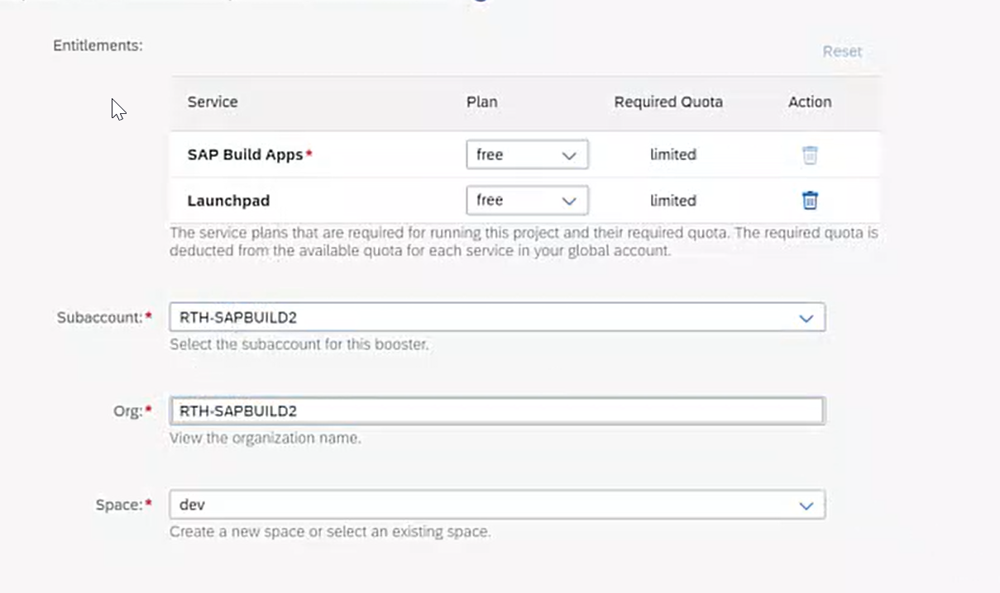 Entitlements:
Reset
Service Plan Required Quota Action
SAP Build Apps* free limited
Launchpad free limited
The service plans that are required for running this project and their required quota. The required quota is
deducted from the available quota for each service in your global account.
Subaccount:* RTH-SAPBUILD2
Select the subaccount for this booster.
Org:* RTH-SAPBUILD2
View the organization name.
Space:* dev
Create a new space or select an existing space.